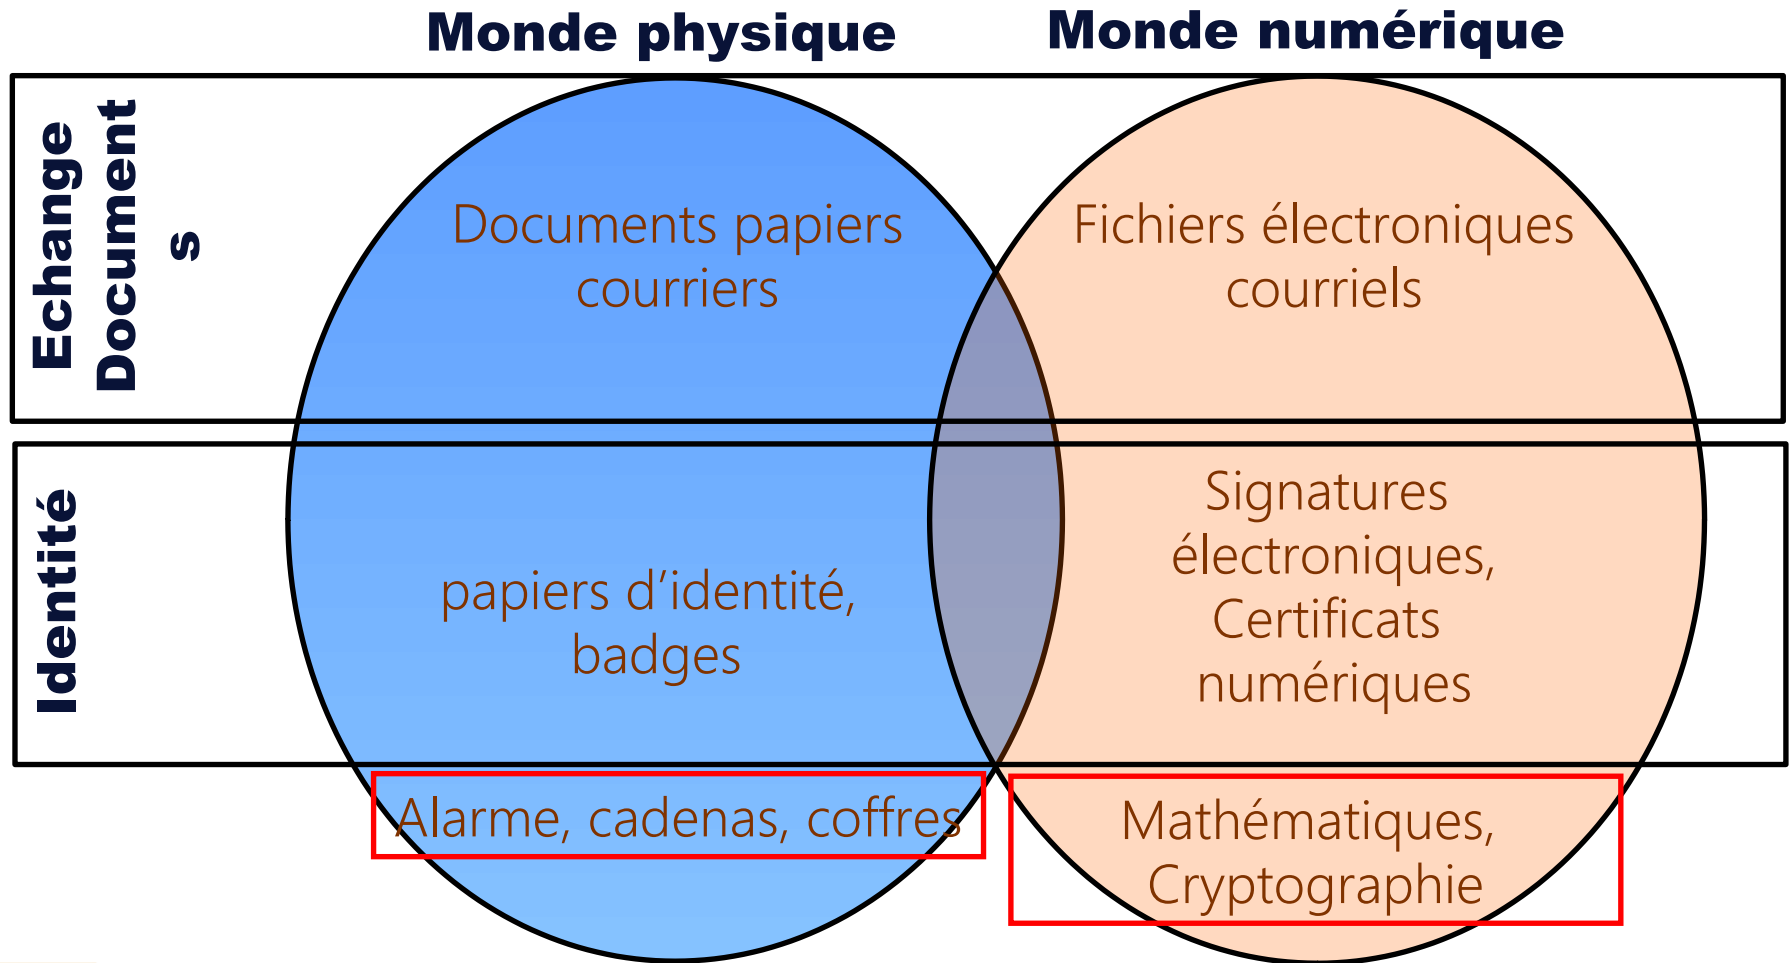 Monde physique
Monde numérique
Echange
Document
s
Documents papiers
courriers
Fichiers électroniques
courriels
Identité
papiers d’identité,
badges
Signatures
électroniques,
Certificats
numériques
Alarme, cadenas, coffres
Mathématiques,
Cryptographie